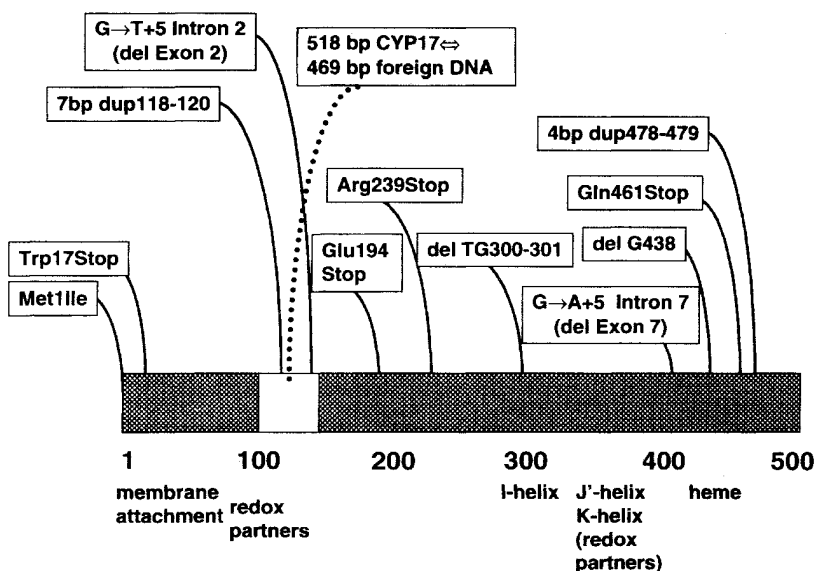 G→T+5 Intron 2
(del Exon 2)
518 bp CYP17⇔
469 bp foreign DNA
7bp dup118-120
4bp dup478-479
Arg239Stop
Gln461Stop
Trp17Stop
Glu194
Stop
del TG300-301
del G438
Met1Ile
G→A+5 Intron 7
(del Exon 7)
1 100 200 300 400 500
membrane
attachment
redox
partners
I-helix
J'-helix
K-helix
(redox
partners)
heme